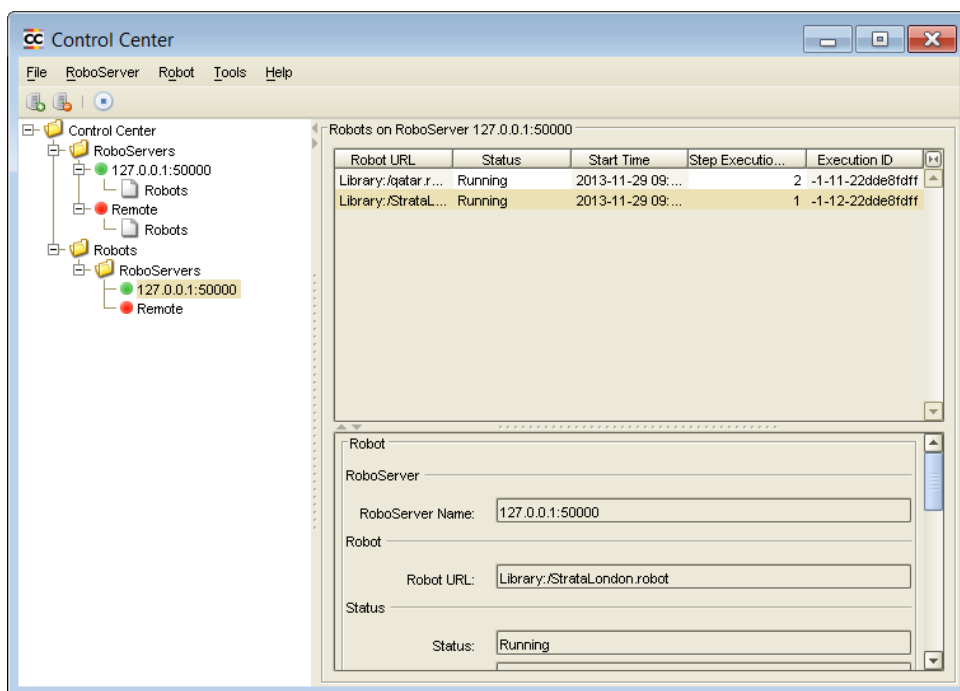 CC Control Center
File RoboServer Robot Tools Help
Control Center
RoboServers
127.0.0.1:50000
Robots
Remote
Robots
Robots
RoboServers
127.0.0.1:50000
Remote
Robots on RoboServer 127.0.0.1:50000
Robot URL Status Start Time Step Executio... Execution ID
Library:/qatar.r... Running 2013-11-29 09:... 2 -1-11-22dde8fdff
Library:/StrataL... Running 2013-11-29 09:... 1 -1-12-22dde8fdff
Robot
RoboServer
RoboServer Name: 127.0.0.1:50000
Robot
Robot URL: Library:/StrataLondon.robot
Status
Status: Running